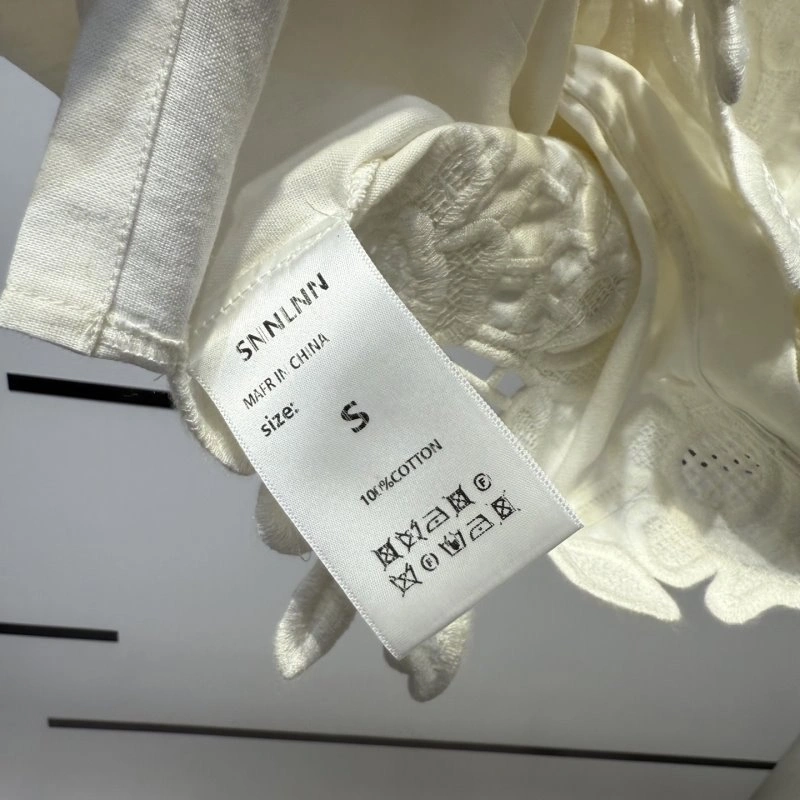 SNNLNN
MAFR IN CHINA
size: S
100%COTTON
F
F